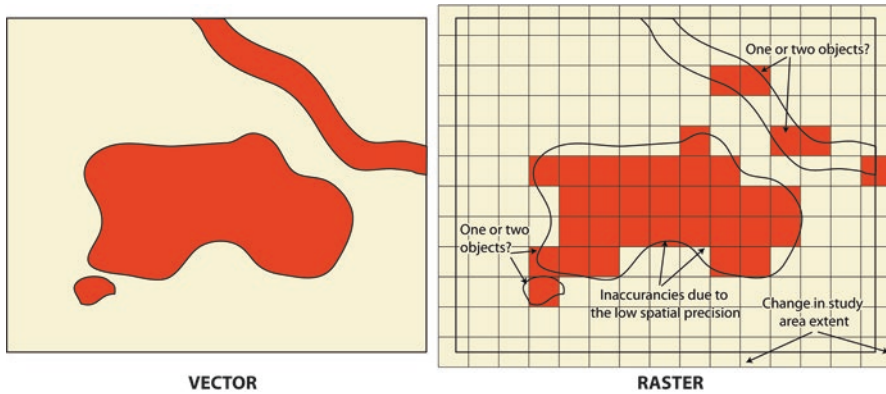 One or two objects?
One or two
objects?
Inaccurancies due to
the low spatial precision
Change in study
area extent
VECTOR
RASTER